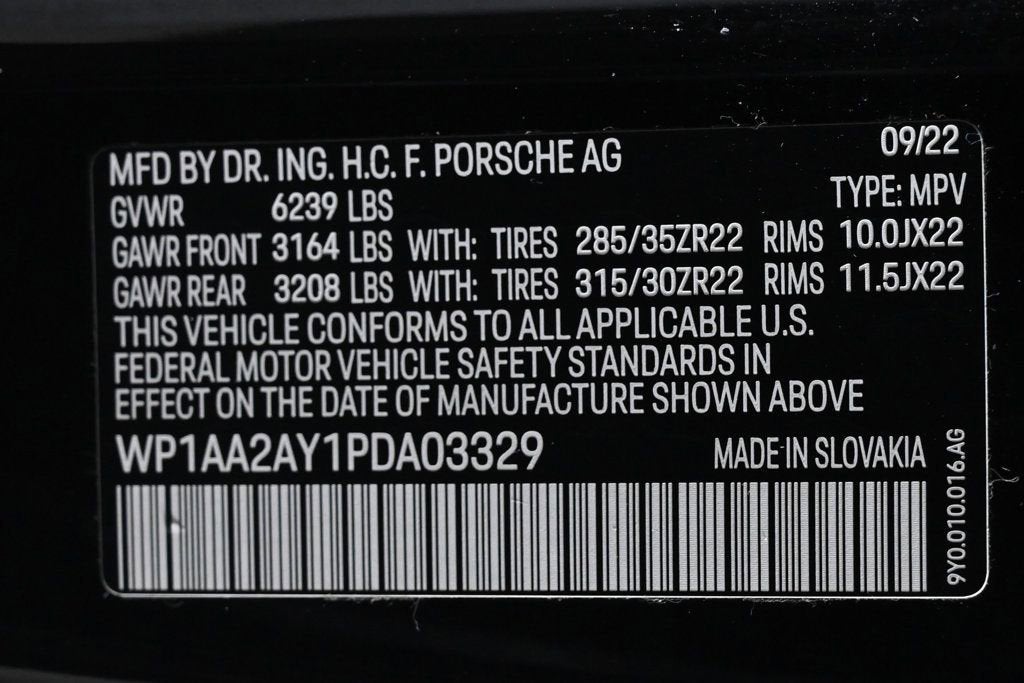 MFD BY DR. ING. H.C. F. PORSCHE AG 09/22
GVWR 6239 LBS TYPE: MPV
GAWR FRONT 3164 LBS WITH: TIRES 285/35ZR22 RIMS 10.0JX22
GAWR REAR 3208 LBS WITH: TIRES 315/30ZR22 RIMS 11.5JX22
THIS VEHICLE CONFORMS TO ALL APPLICABLE U.S.
FEDERAL MOTOR VEHICLE SAFETY STANDARDS IN
EFFECT ON THE DATE OF MANUFACTURE SHOWN ABOVE
WP1AA2AY1PDA03329 MADE IN SLOVAKIA
9Y0.010.016.AG